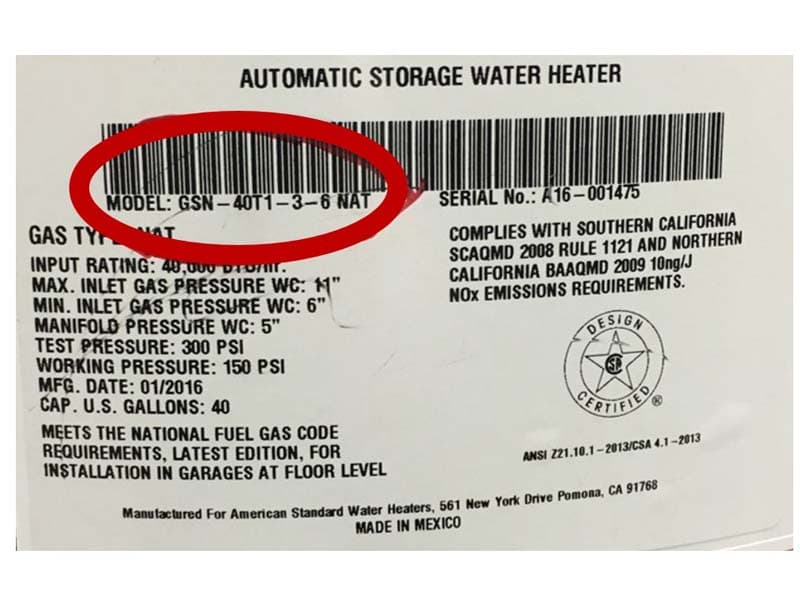 AUTOMATIC STORAGE WATER HEATER
MODEL: GSN-40T1-3-6 NAT
SERIAL No.: A16-001475
GAS NAT
INPUT RATING: 40,000
MAX. INLET GAS PRESSURE WC: 11"
MIN. INLET GAS PRESSURE WC: 6"
MANIFOLD PRESSURE WC: 5"
TEST PRESSURE: 300 PSI
WORKING PRESSURE: 150 PSI
MFG. DATE: 01/2016
CAP. U.S. GALLONS: 40
MEETS THE NATIONAL FUEL GAS CODE
REQUIREMENTS, LATEST EDITION, FOR
INSTALLATION IN GARAGES AT FLOOR LEVEL
COMPLIES WITH SOUTHERN CALIFORNIA
SCAQMD 2008 RULE 1121 AND NORTHERN
CALIFORNIA BAAQMD 2009 10ng/J
NOx EMISSIONS REQUIREMENTS.
DESIGN
CERTIFIED ®
ANSI Z21.10.1-2013/CSA 4.1-2013
Manufactured For American Standard Water Heaters, 561 New York Drive Pomona, CA 91768
MADE IN MEXICO